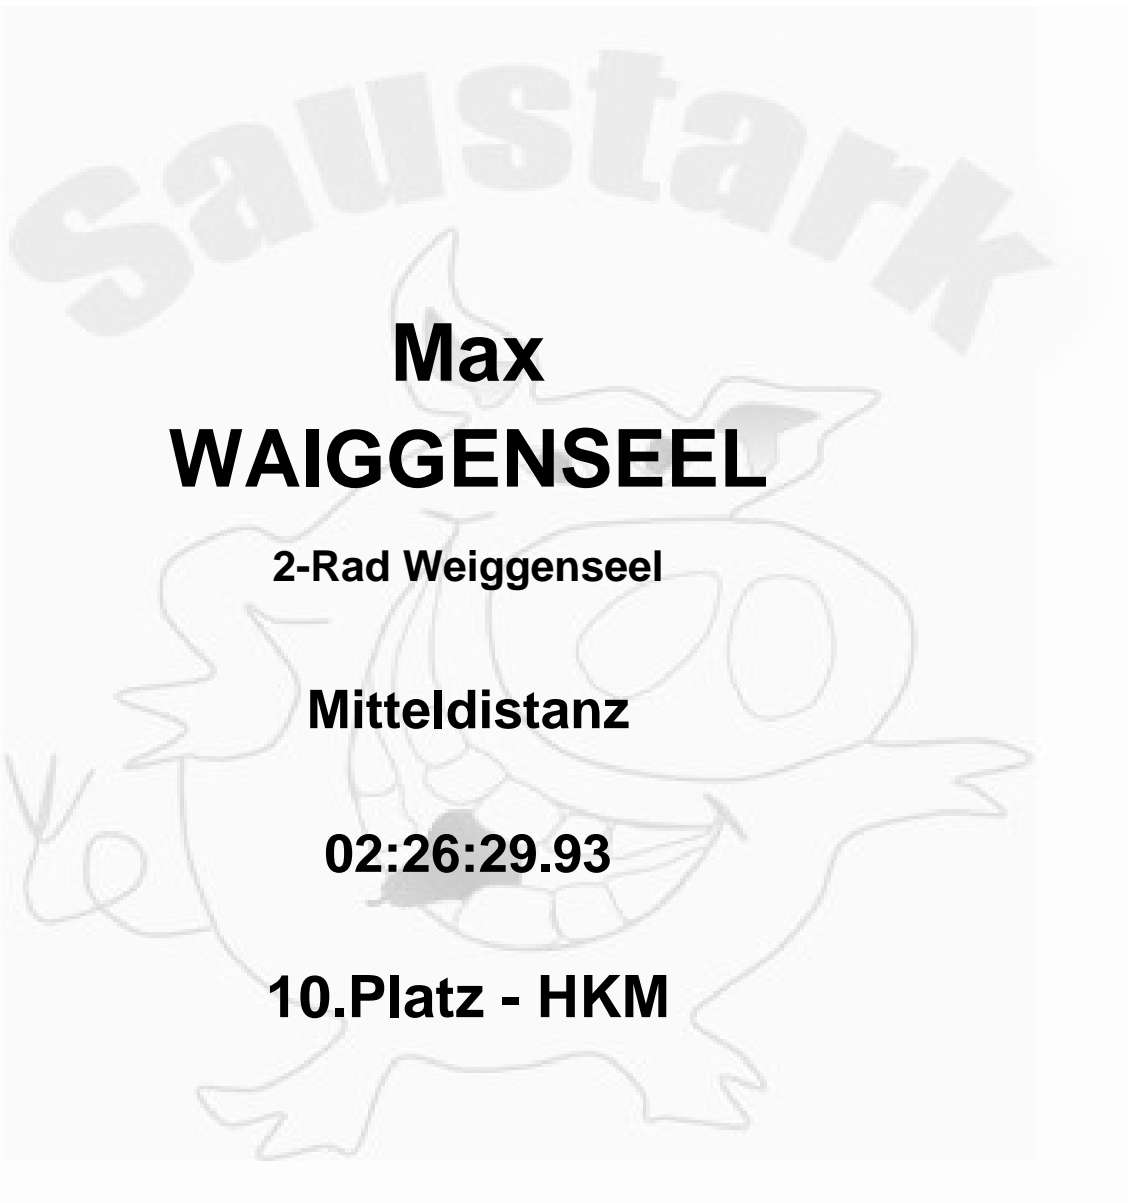 Saustark
Max
WAIGGENSEEL
2-Rad Weiggenseel
Mitteldistanz
02:26:29.93
10.Platz - HKM